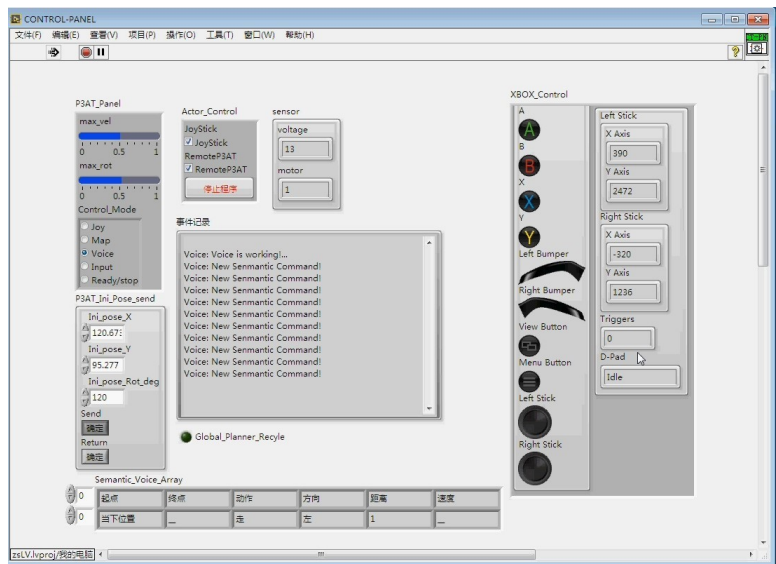 CONTROL-PANEL
文件(F) 编辑(E) 查看(V) 项目(P) 操作(O) 工具(T) 窗口(W) 帮助(H)
P3AT_Panel
max_vel
0 0.5 1
max_rot
0 0.5 1
Control_Mode
Joy
Map
Voice
Input
Ready/stop
Actor_Control
JoyStick
JoyStick
RemoteP3AT
RemoteP3AT
停止程序
sensor
voltage
13
motor
1
事件记录
Voice: Voice is working!...
Voice: New Senmantic Command!
Voice: New Senmantic Command!
Voice: New Senmantic Command!
Voice: New Senmantic Command!
Voice: New Senmantic Command!
Voice: New Senmantic Command!
Voice: New Senmantic Command!
Voice: New Senmantic Command!
Voice: New Senmantic Command!
Voice: New Senmantic Command!
P3AT_Ini_Pose_send
Ini_pose_X
120.673
Ini_pose_Y
95.277
Ini_pose_Rot_deg
120
Send
确定
Return
确定
Global_Planner_Recyle
XBOX_Control
A
A
B
B
X
X
Y
Y
Left Bumper
Right Bumper
View Button
Menu Button
Left Stick
Right Stick
Left Stick
X Axis
390
Y Axis
2472
Right Stick
X Axis
-320
Y Axis
1236
Triggers
0
D-Pad
Idle
Semantic_Voice_Array
0 起点 终点 动作 方向 距离 速度
0 当下位置 _ 走 左 1 _
zsLV.lvproj/我的电脑